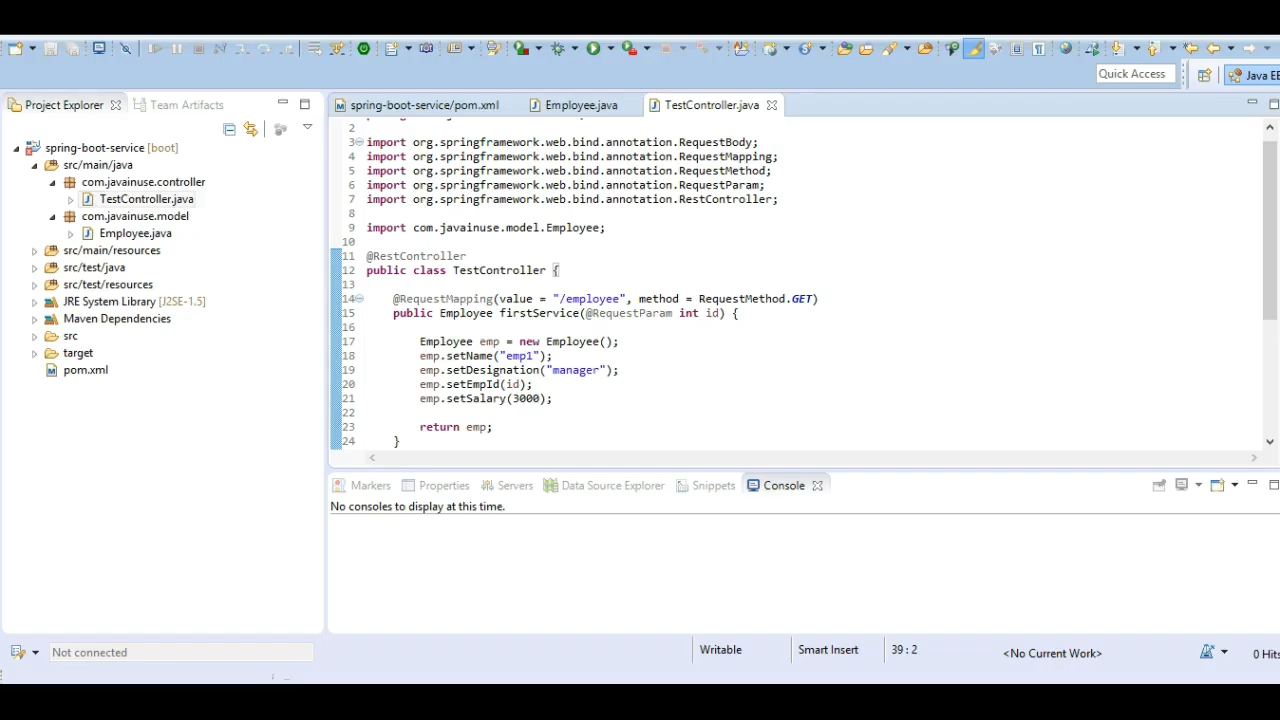 Quick Access
Java EE
Project Explorer
Team Artifacts
spring-boot-service/pom.xml
Employee.java
TestController.java
spring-boot-service [boot]
src/main/java
com.javainuse.controller
TestController.java
com.javainuse.model
Employee.java
src/main/resources
src/test/java
src/test/resources
JRE System Library [J2SE-1.5]
Maven Dependencies
src
target
pom.xml
2
3 import org.springframework.web.bind.annotation.RequestBody;
4 import org.springframework.web.bind.annotation.RequestMapping;
5 import org.springframework.web.bind.annotation.RequestMethod;
6 import org.springframework.web.bind.annotation.RequestParam;
7 import org.springframework.web.bind.annotation.RestController;
8
9 import com.javainuse.model.Employee;
10
11 @RestController
12 public class TestController {
13
14 @RequestMapping(value = "/employee", method = RequestMethod.GET)
15 public Employee firstService(@RequestParam int id) {
16
17 Employee emp = new Employee();
18 emp.setName("emp1");
19 emp.setDesignation("manager");
20 emp.setEmpId(id);
21 emp.setSalary(3000);
22
23 return emp;
24 }
Markers
Properties
Servers
Data Source Explorer
Snippets
Console
No consoles to display at this time.
Not connected
Writable
Smart Insert
39 : 2
<No Current Work>
0 Hits